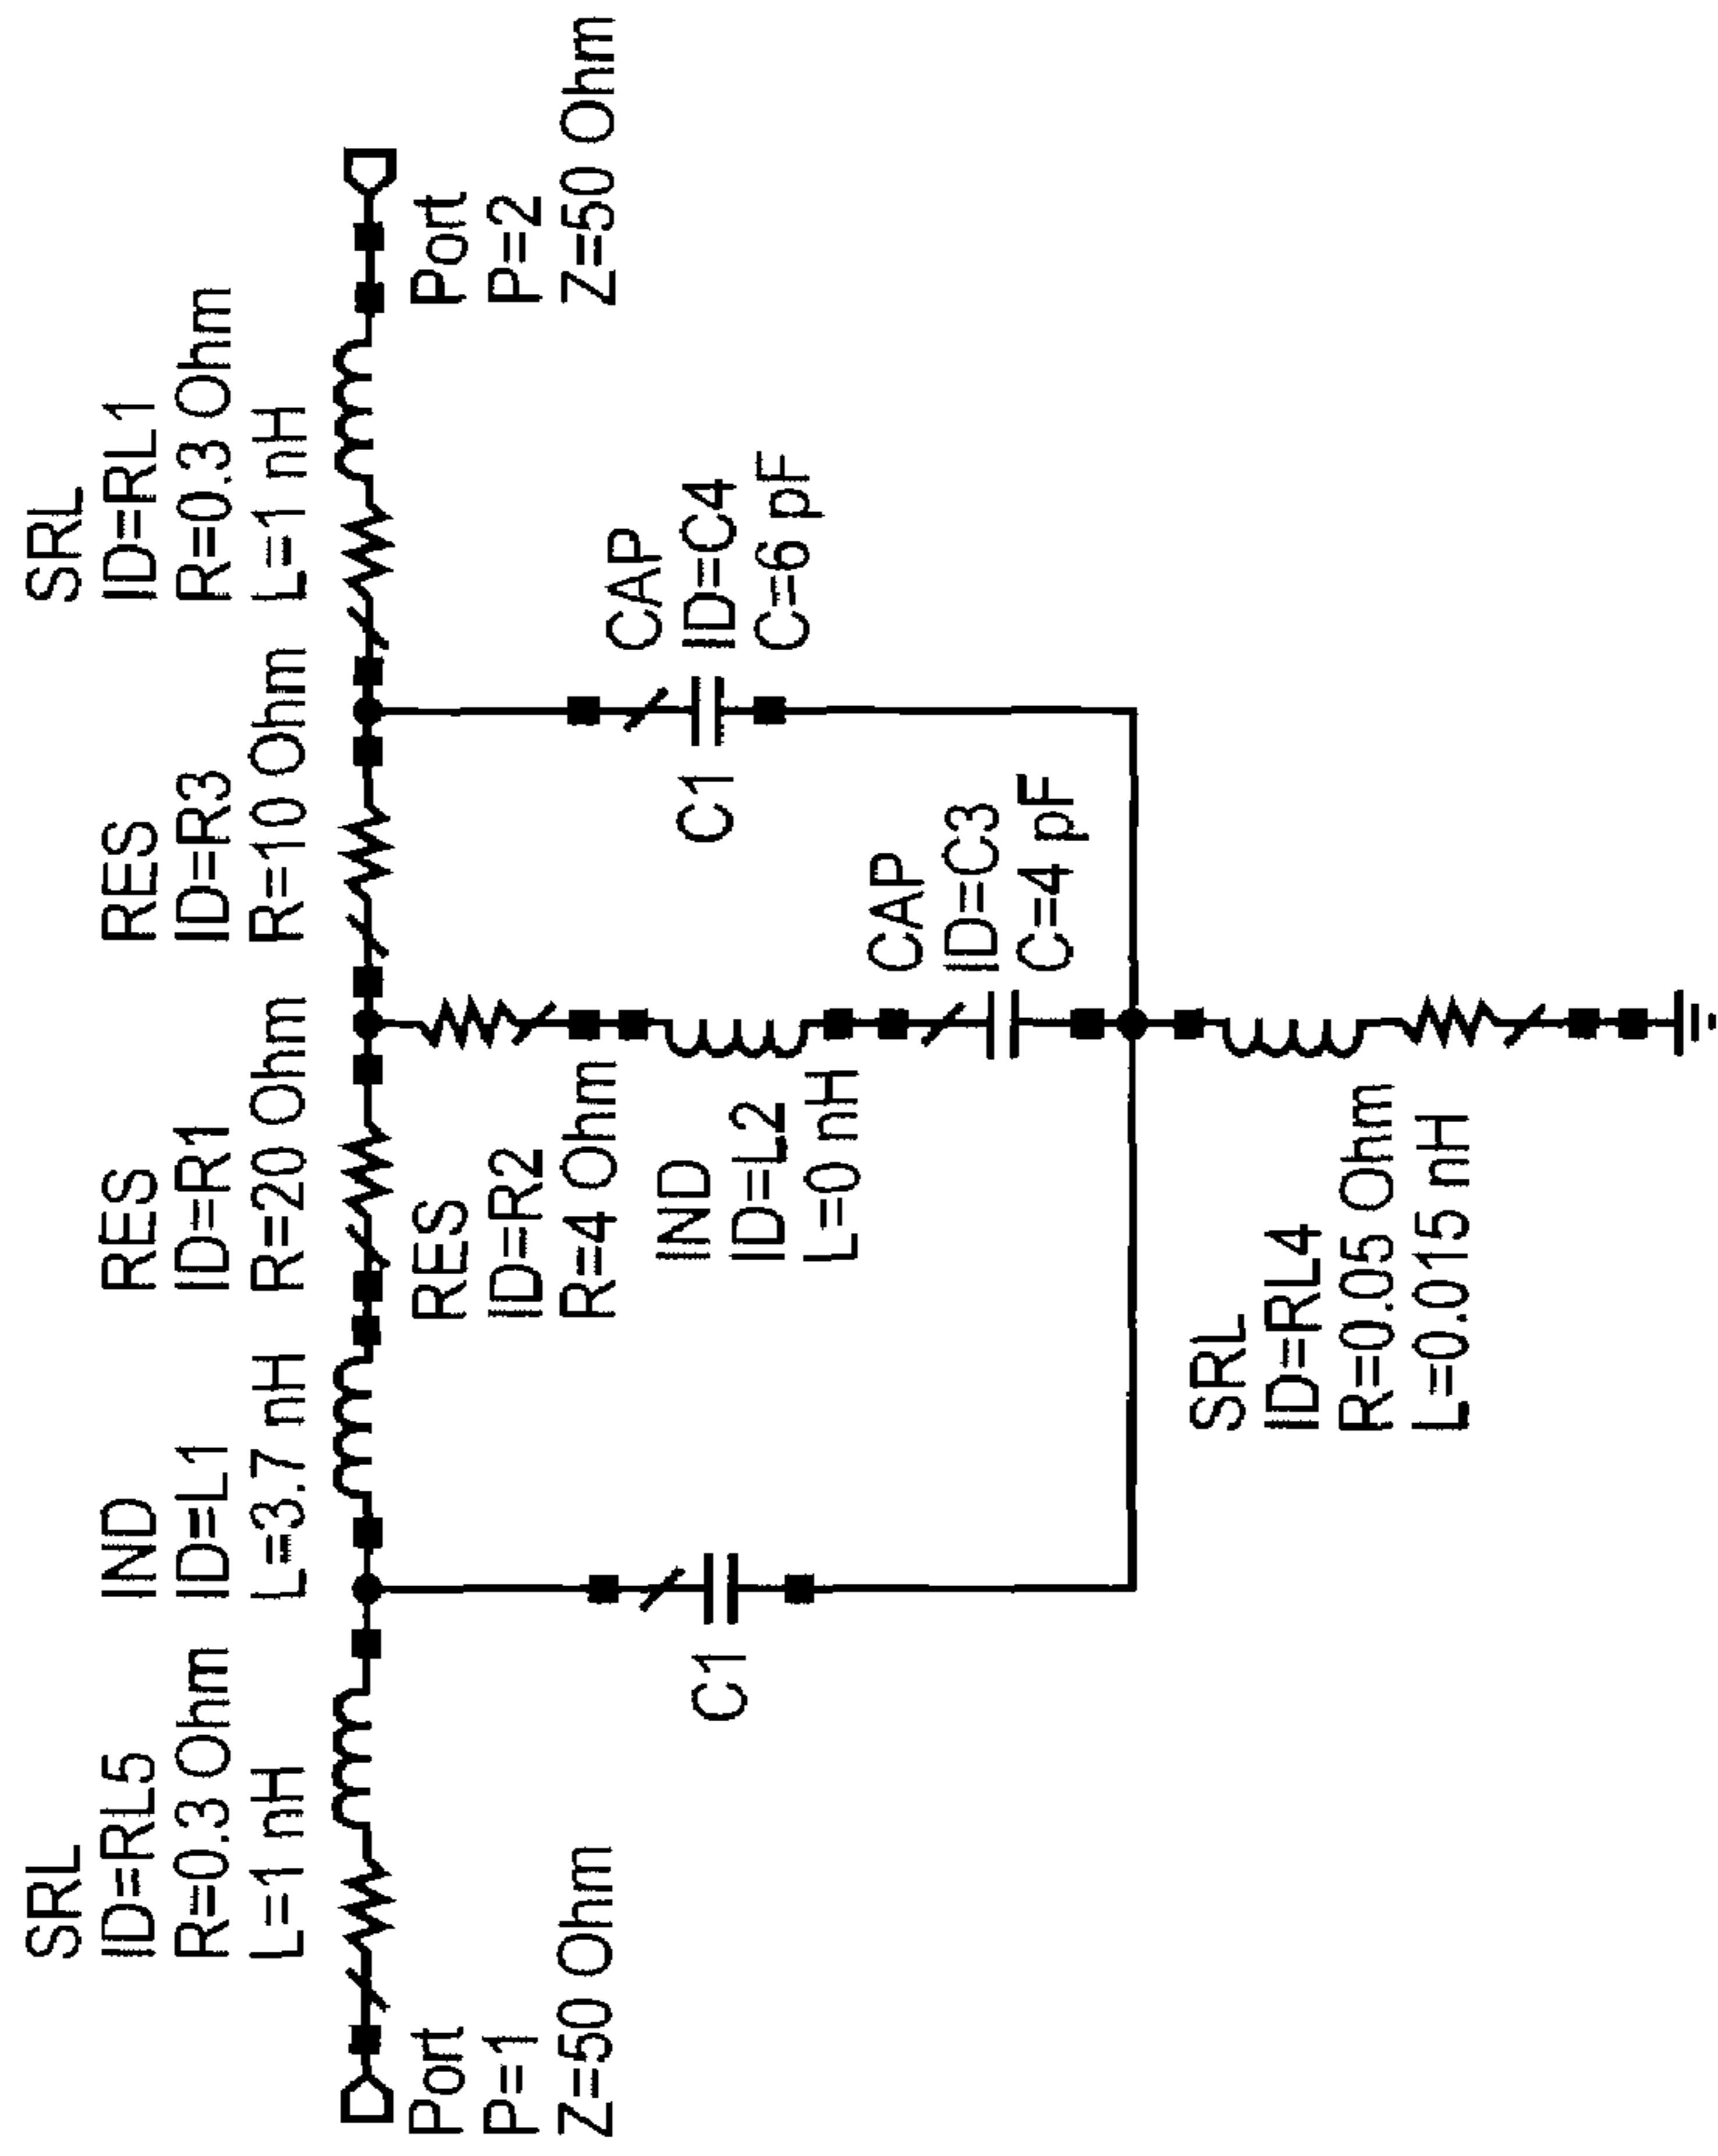 SRL
ID=RL5
R=0.3 Ohm
L=1 nH
IND
ID=L1
L=3.7 nH
RES
ID=R1
R=20 Ohm
RES
ID=R3
R=10 Ohm
SRL
ID=RL1
R=0.3 Ohm
L=1 nH
Port
P=1
Z=50 Ohm
RES
ID=R2
R=4 Ohm
Port
P=2
Z=50 Ohm
C1
IND
ID=L2
L=0 nH
C1
CAP
ID=C4
C=6 pF
CAP
ID=C3
C=4 pF
SRL
ID=RL4
R=0.05 Ohm
L=0.015 nH